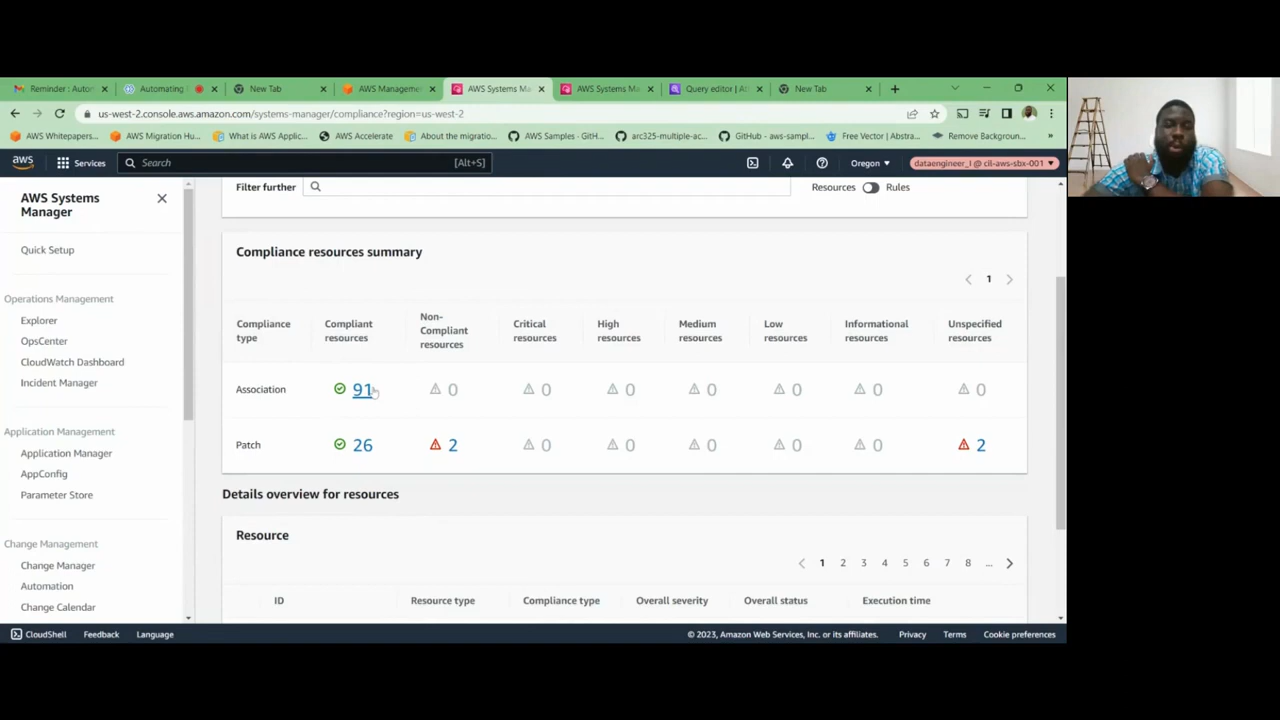 Reminder : Auto
Automating
New Tab
AWS Manageme
AWS Systems Ma
AWS Systems Ma
Query editor | At
New Tab
us-west-2.console.aws.amazon.com/systems-manager/compliance?region=us-west-2
AWS Whitepapers...
AWS Migration Hu...
What is AWS Applic...
AWS Accelerate
About the migratio...
AWS Samples - GitH...
arc325-multiple-ac...
GitHub - aws-sampl...
Free Vector | Abstra...
Remove Backgroun...
aws
Services
Search
[Alt+S]
Oregon
dataengineer_I @ cil-aws-sbx-001
AWS Systems
Manager
Quick Setup
Operations Management
Explorer
OpsCenter
CloudWatch Dashboard
Incident Manager
Application Management
Application Manager
AppConfig
Parameter Store
Change Management
Change Manager
Automation
Change Calendar
Filter further
Resources Rules
Compliance resources summary
1
Compliance type
Compliant resources
Non-Compliant resources
Critical resources
High resources
Medium resources
Low resources
Informational resources
Unspecified resources
Association 91 0 0 0 0 0 0 0
Patch 26 2 0 0 0 0 0 2
Details overview for resources
Resource
1 2 3 4 5 6 7 8 ...
ID Resource type Compliance type Overall severity Overall status Execution time
CloudShell Feedback Language
© 2023, Amazon Web Services, Inc. or its affiliates. Privacy Terms Cookie preferences